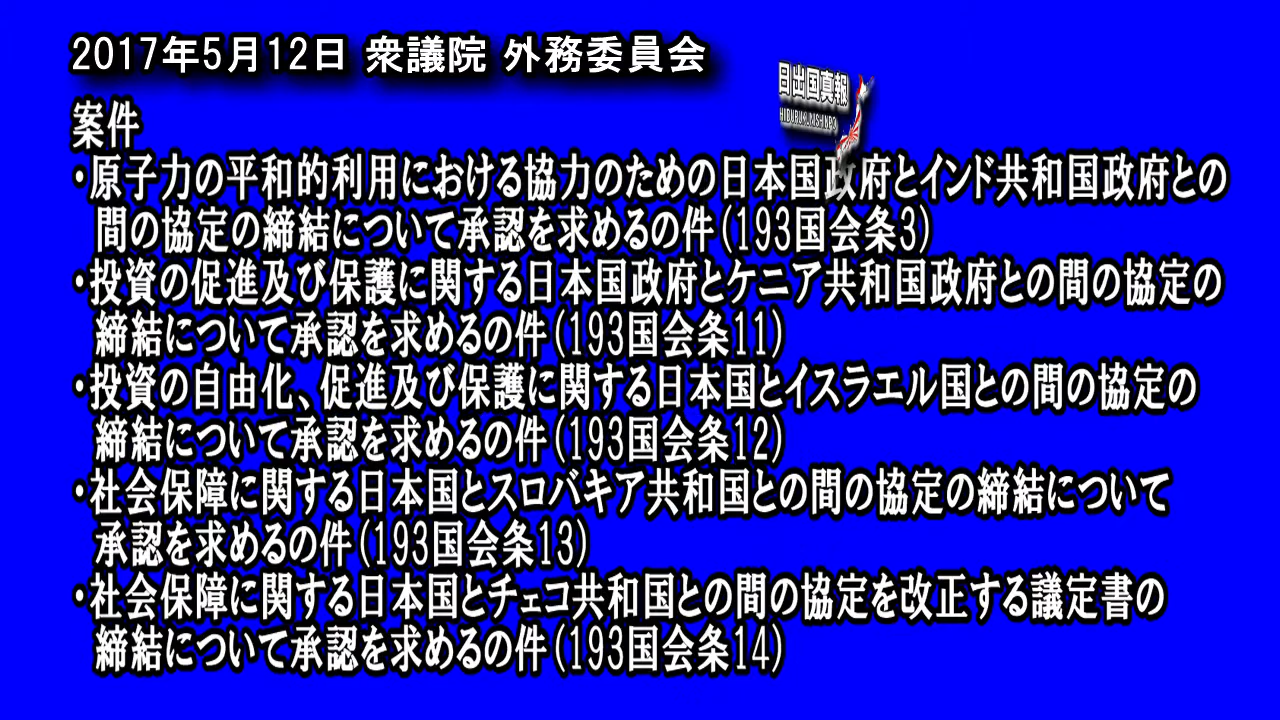 2017年5月12日 衆議院 外務委員会
日出国真報
案件
・原子力の平和的利用における協力のための日本国政府とインド共和国政府との
間の協定の締結について承認を求めるの件(193国会条3)
・投資の促進及び保護に関する日本国政府とケニア共和国政府との間の協定の
締結について承認を求めるの件(193国会条11)
・投資の自由化、促進及び保護に関する日本国とイスラエル国との間の協定の
締結について承認を求めるの件(193国会条12)
・社会保障に関する日本国とスロバキア共和国との間の協定の締結について
承認を求めるの件(193国会条13)
・社会保障に関する日本国とチェコ共和国との間の協定を改正する議定書の
締結について承認を求めるの件(193国会条14)